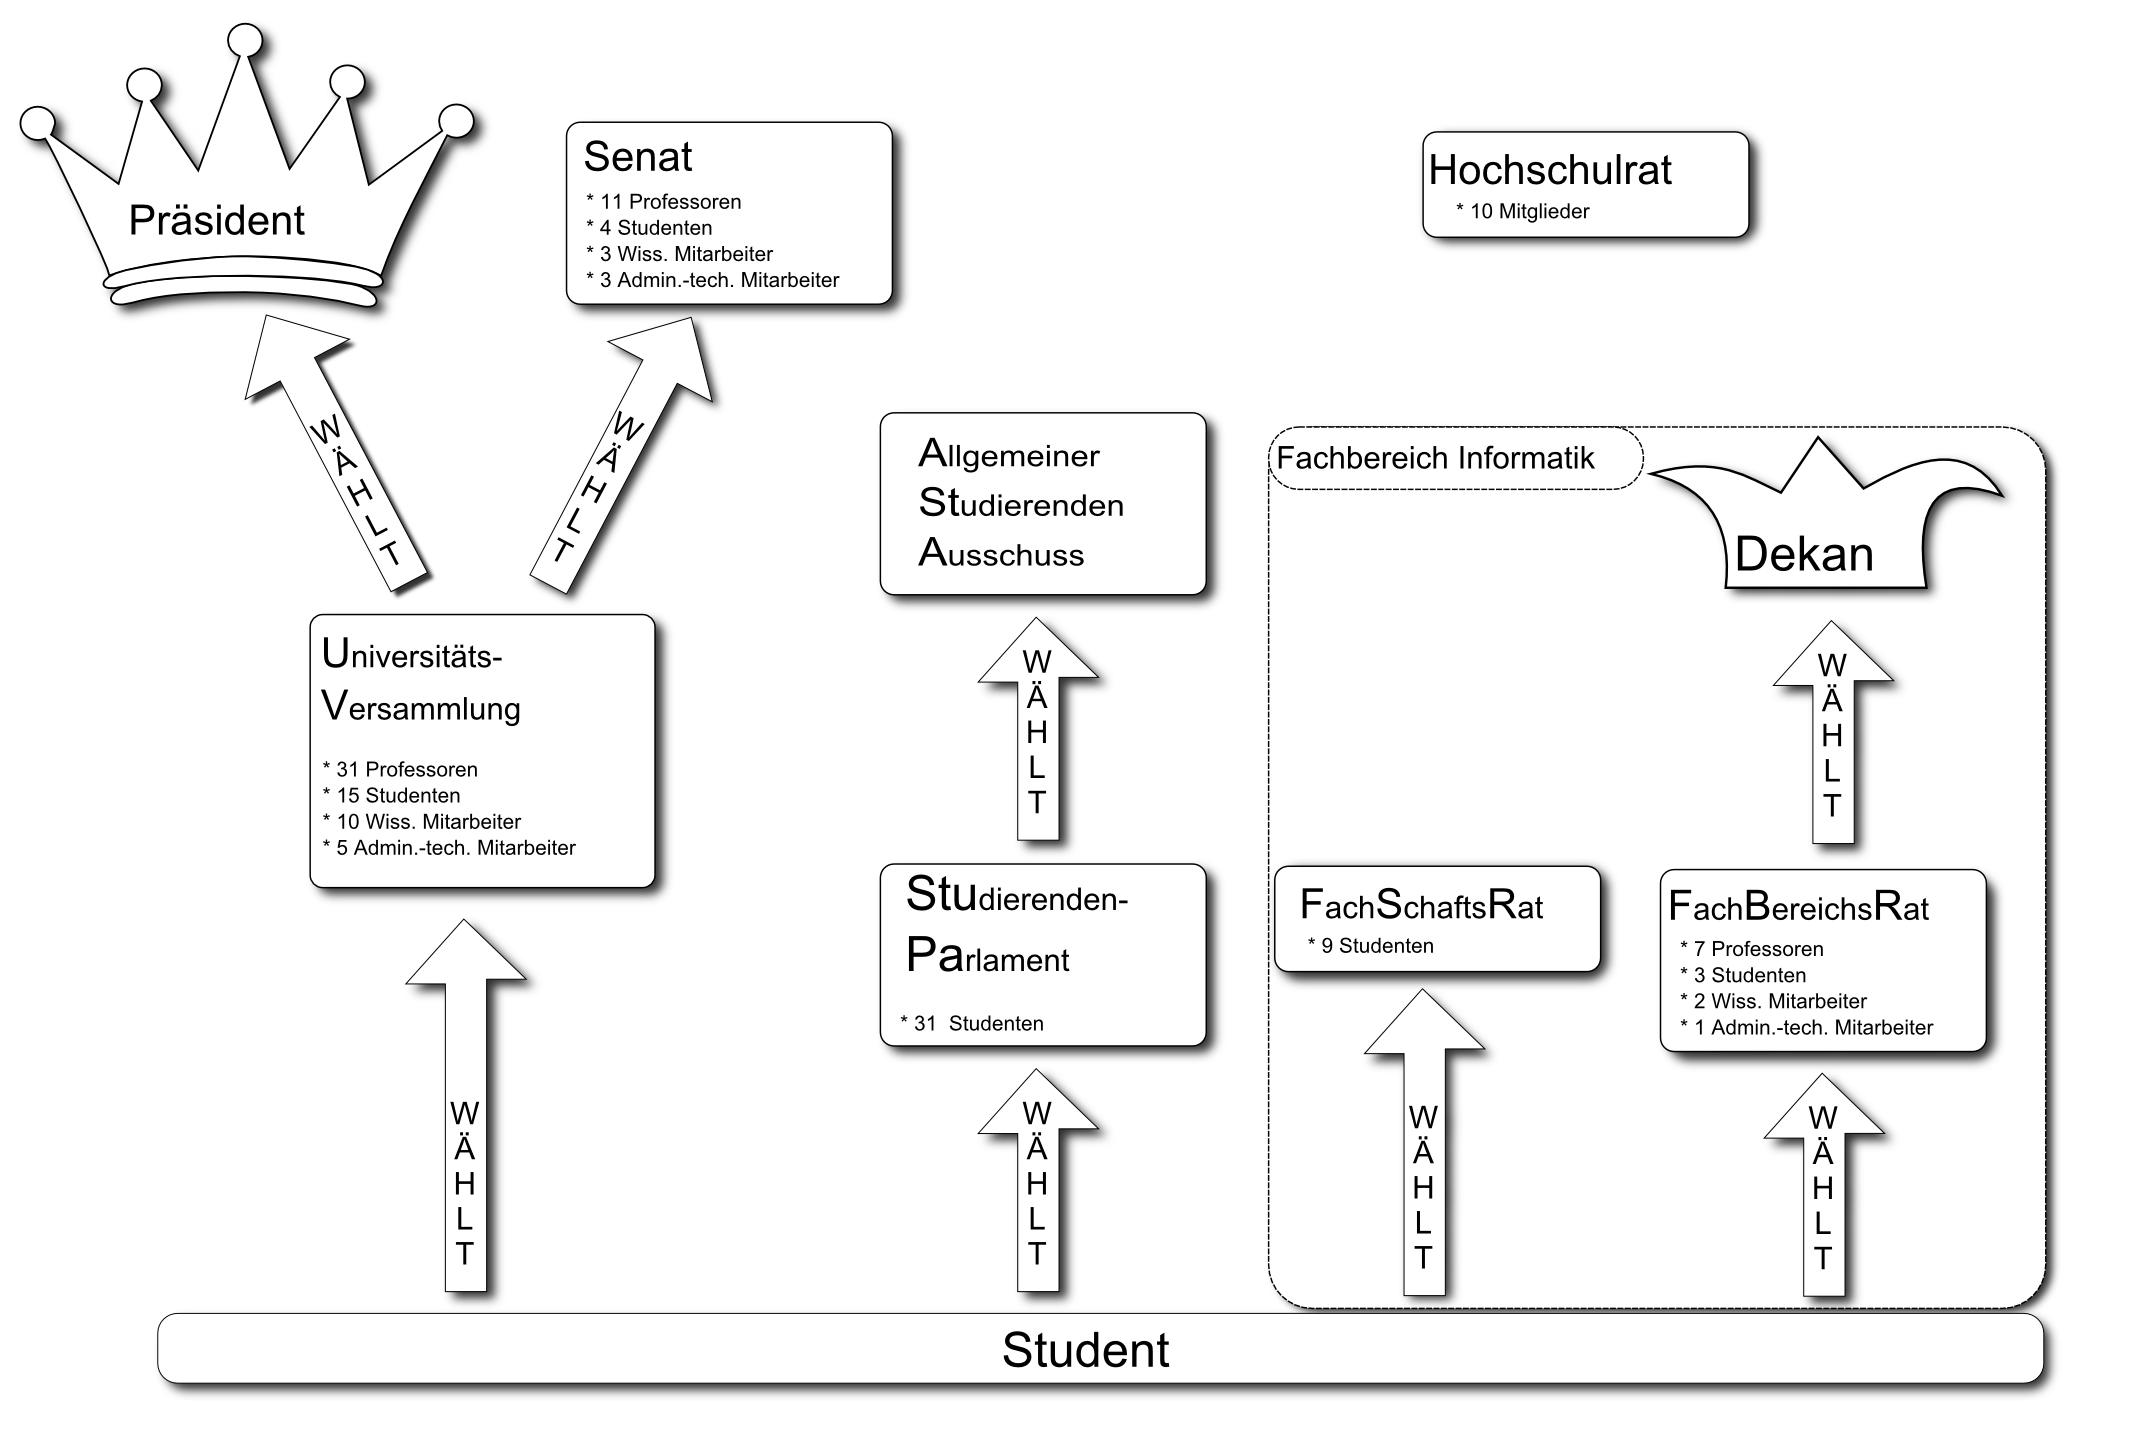 Präsident
Senat
* 11 Professoren
* 4 Studenten
* 3 Wiss. Mitarbeiter
* 3 Admin.-tech. Mitarbeiter
Hochschulrat
* 10 Mitglieder
WÄHLT
WÄHLT
Universitäts-
Versammlung
* 31 Professoren
* 15 Studenten
* 10 Wiss. Mitarbeiter
* 5 Admin.-tech. Mitarbeiter
WÄHLT
Allgemeiner
Studierenden
Ausschuss
WÄHLT
Studierenden-
Parlament
* 31 Studenten
WÄHLT
Fachbereich Informatik
Dekan
WÄHLT
FachSchaftsRat
* 9 Studenten
WÄHLT
FachBereichsRat
* 7 Professoren
* 3 Studenten
* 2 Wiss. Mitarbeiter
* 1 Admin.-tech. Mitarbeiter
WÄHLT
Student